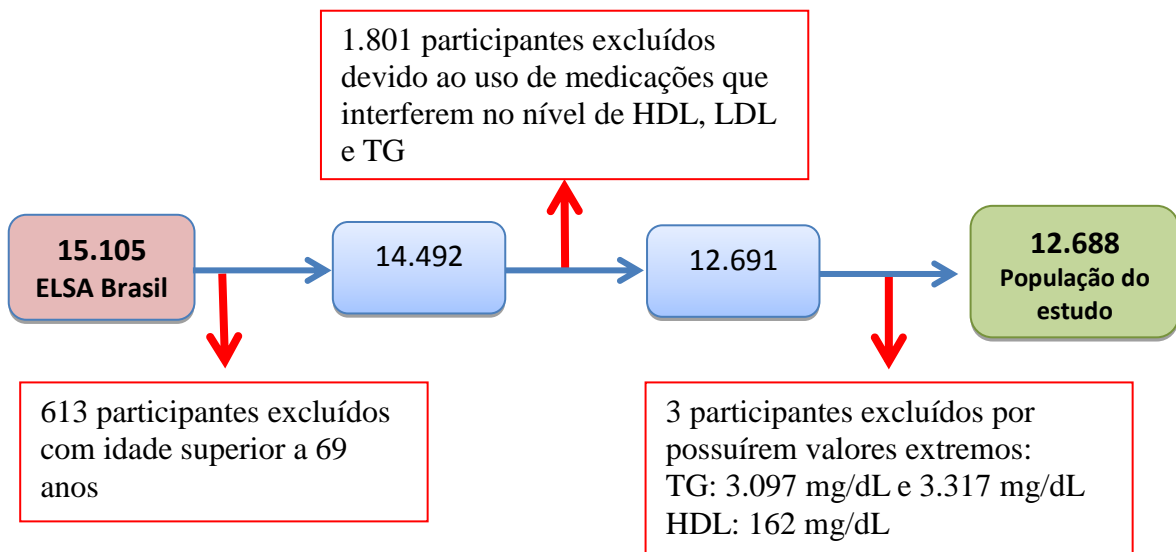 1.801 participantes excluídos
devido ao uso de medicações que
interferem no nível de HDL, LDL
e TG
15.105
ELSA Brasil
14.492
12.691
12.688
População do
estudo
613 participantes excluídos
com idade superior a 69
anos
3 participantes excluídos por
possuírem valores extremos:
TG: 3.097 mg/dL e 3.317 mg/dL
HDL: 162 mg/dL